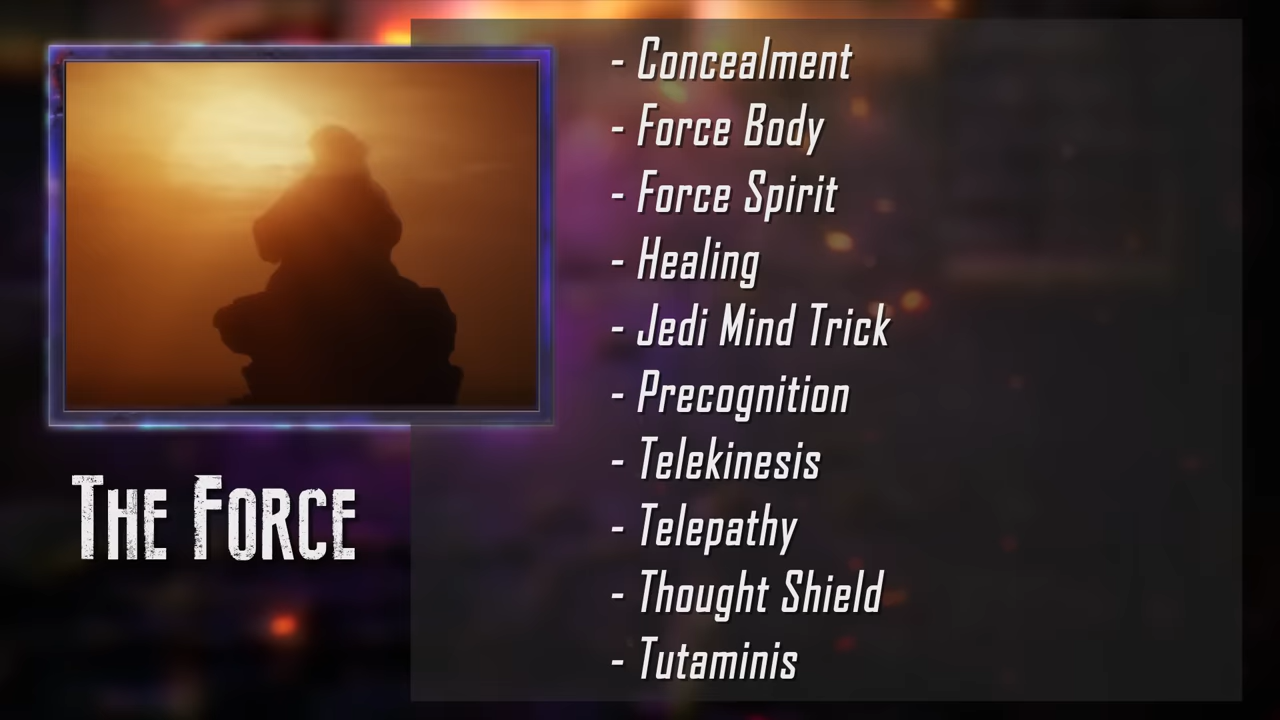 The Force
- Concealment
- Force Body
- Force Spirit
- Healing
- Jedi Mind Trick
- Precognition
- Telekinesis
- Telepathy
- Thought Shield
- Tutaminis